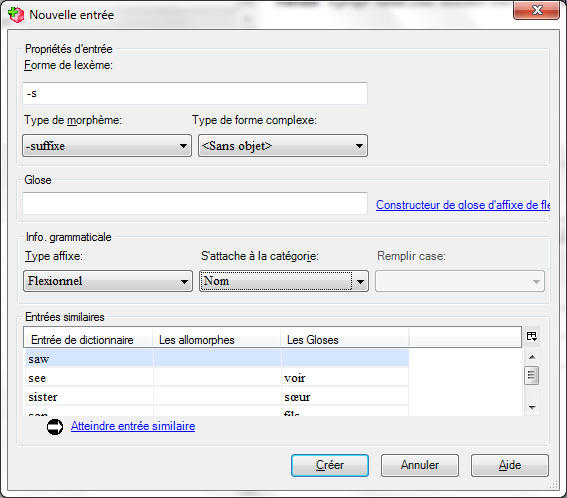 Nouvelle entrée
Propriétés d'entrée
Forme de lexème:
-s
Type de morphème: Type de forme complexe:
-suffixe <Sans objet>
Glose
Constructeur de glose d'affixe de fle
Info. grammaticale
Type affixe: S'attache à la catégorie: Remplir case:
Flexionnel Nom
Entrées similaires
Entrée de dictionnaire Les allomorphes Les Gloses
saw
see voir
sister sœur
son fils
Atteindre entrée similaire
Créer Annuler Aide